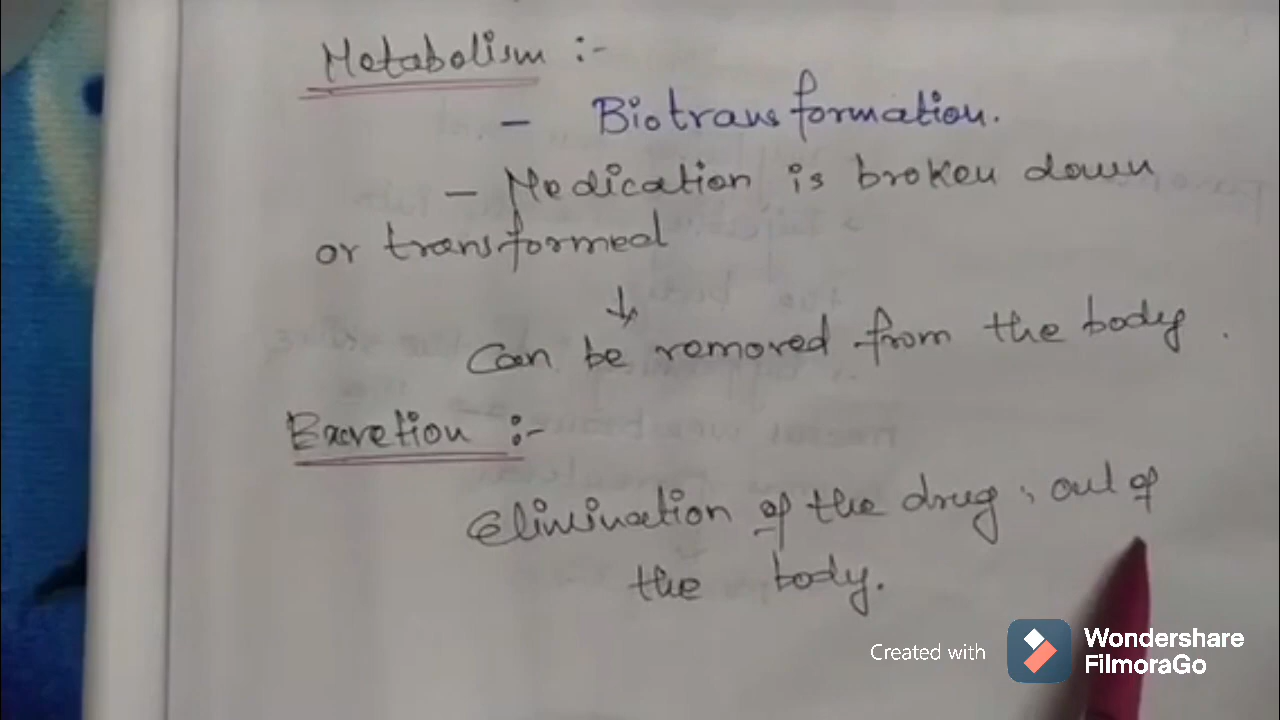 Metabolism :-
- Biotransformation.
- Medication is broken down
or transformed
↓
Can be removed from the body.
Excretion :-
Elimination of the drug, out of
the body.
Created with
Wondershare
FilmoraGo